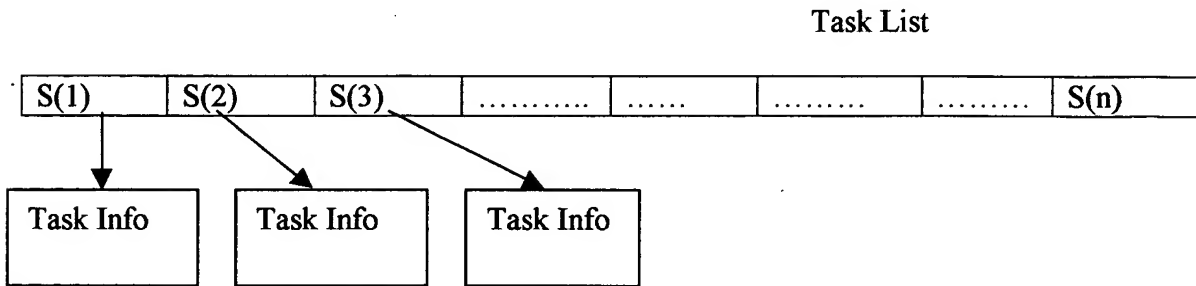 Task List
S(1) S(2) S(3) ........... ...... ......... ......... S(n)
Task Info Task Info Task Info